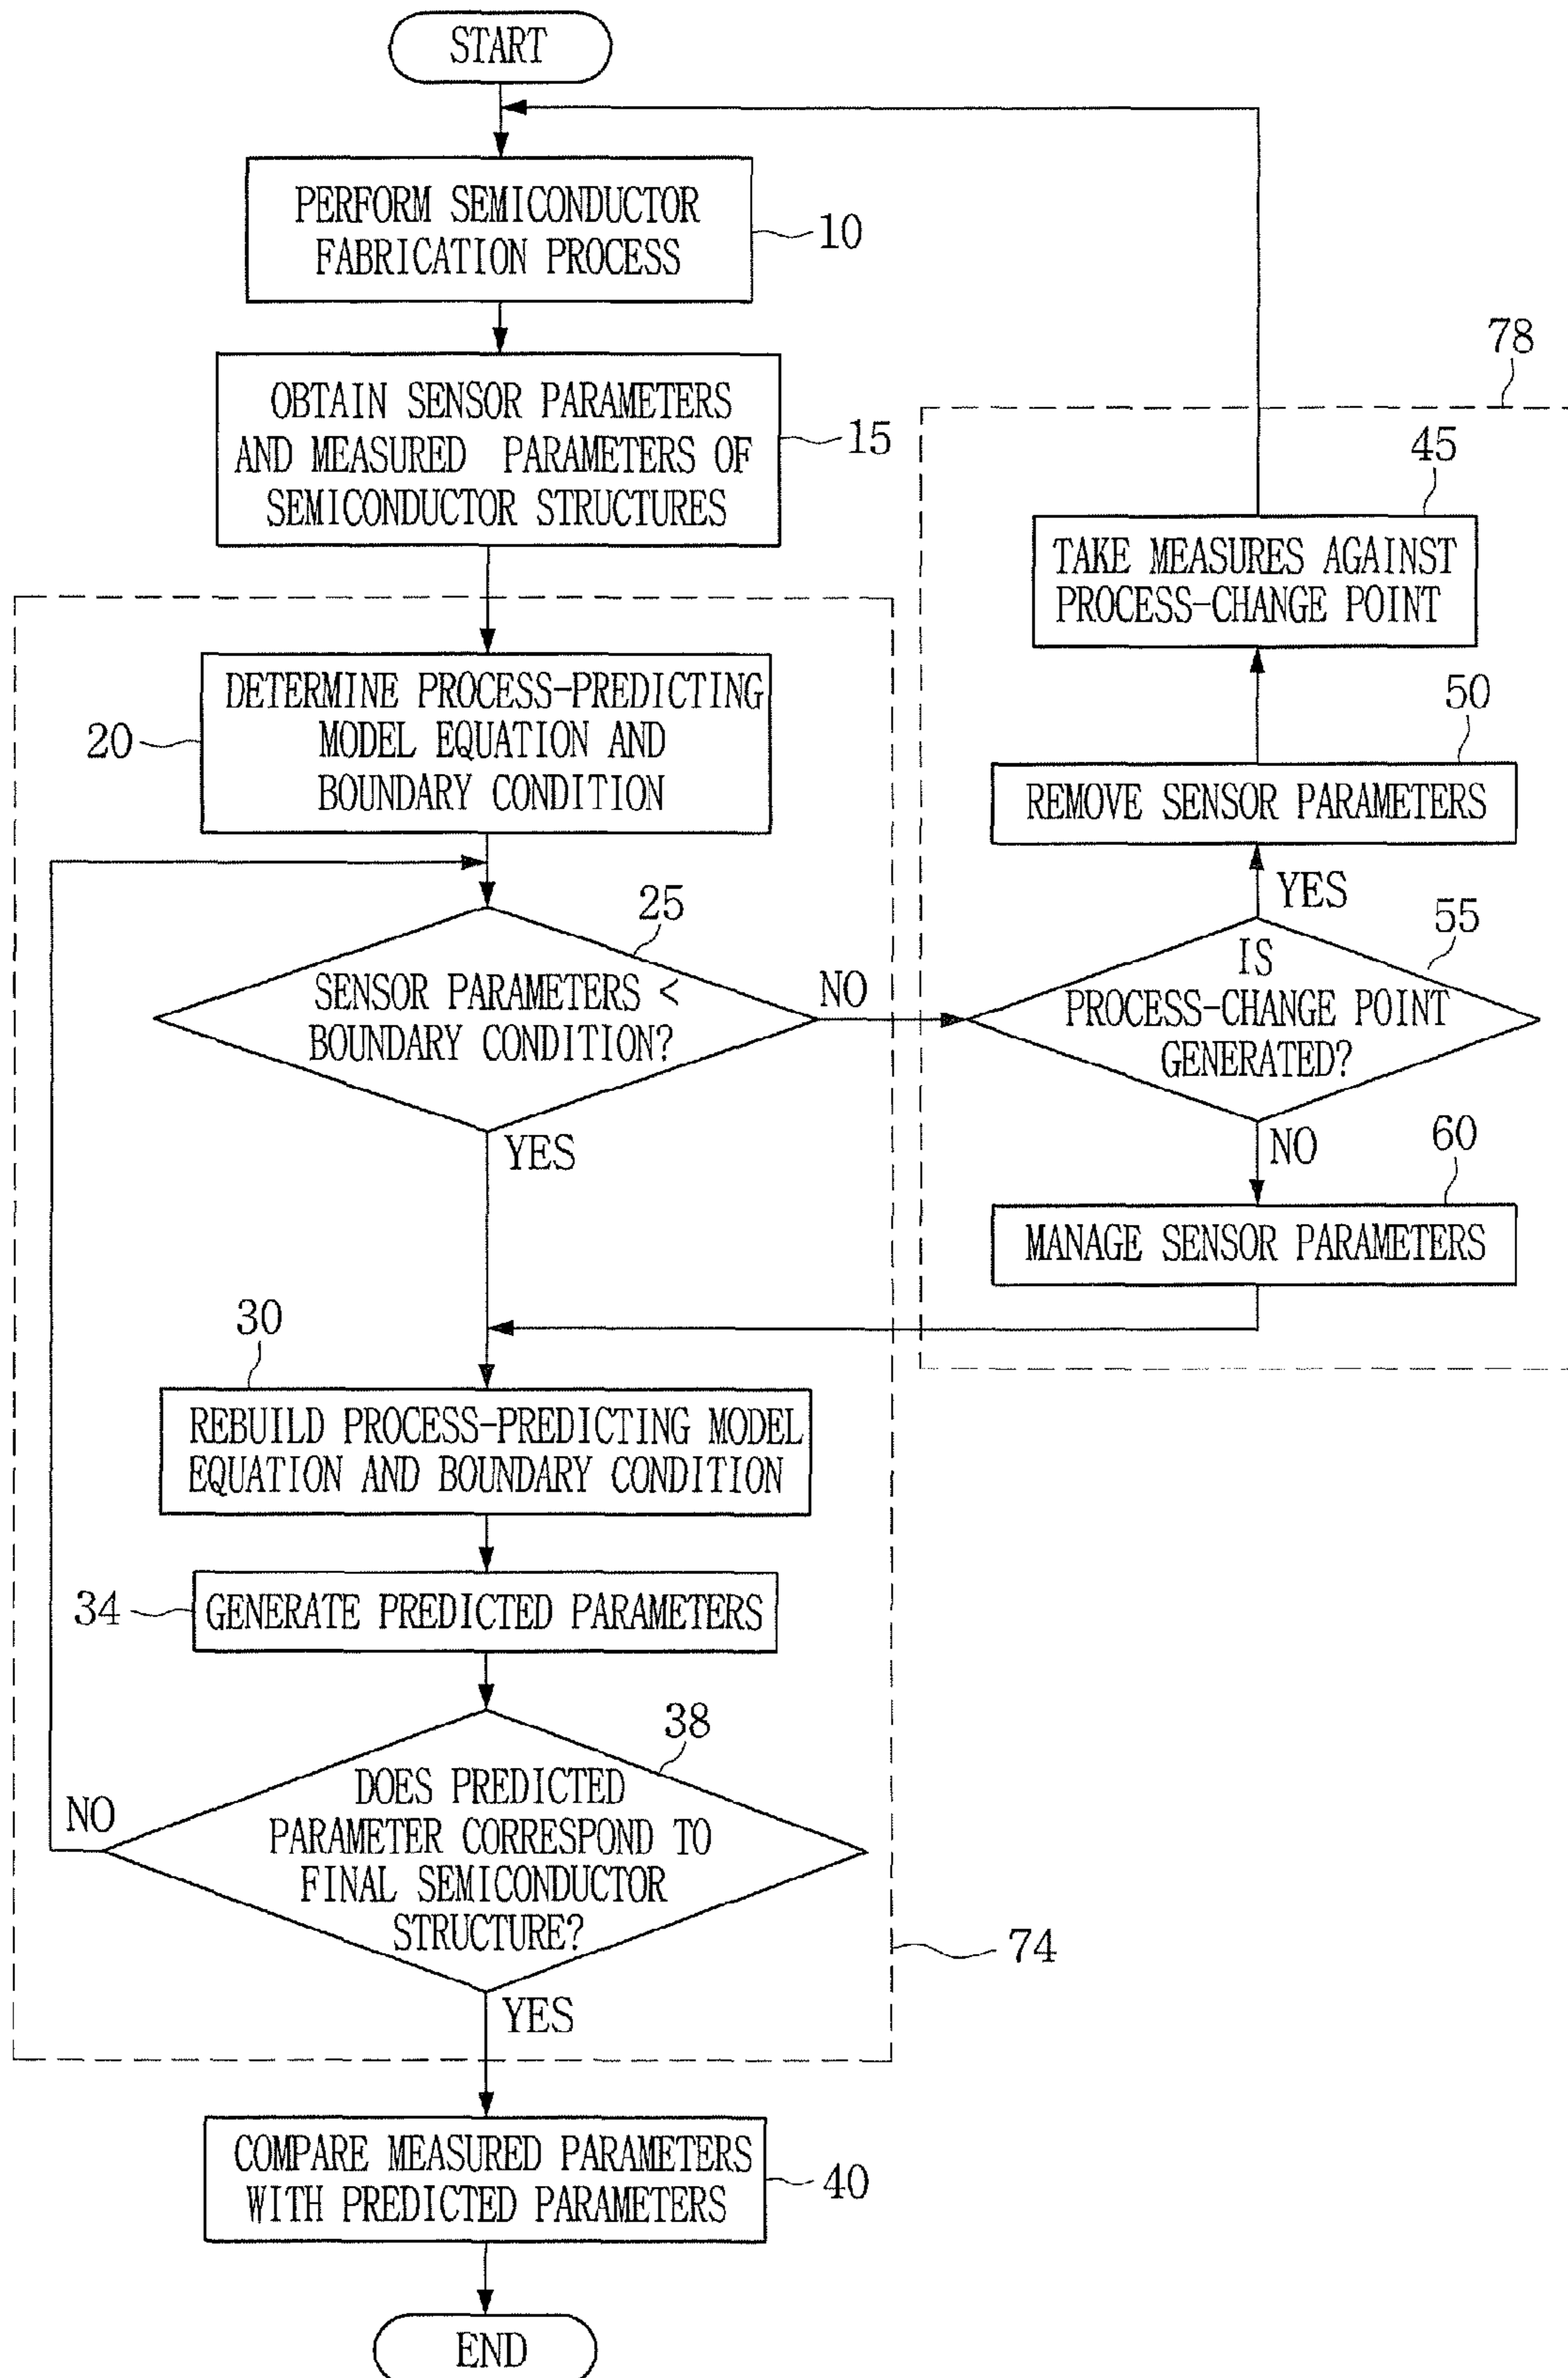 START
PERFORM SEMICONDUCTOR
FABRICATION PROCESS
10
OBTAIN SENSOR PARAMETERS
AND MEASURED PARAMETERS OF
SEMICONDUCTOR STRUCTURES
15
78
45
TAKE MEASURES AGAINST
PROCESS-CHANGE POINT
DETERMINE PROCESS-PREDICTING
MODEL EQUATION AND
BOUNDARY CONDITION
20
50
REMOVE SENSOR PARAMETERS
YES
25
SENSOR PARAMETERS <
BOUNDARY CONDITION?
NO
YES
55
IS
PROCESS-CHANGE POINT
GENERATED?
NO
60
MANAGE SENSOR PARAMETERS
30
REBUILD PROCESS-PREDICTING MODEL
EQUATION AND BOUNDARY CONDITION
34
GENERATE PREDICTED PARAMETERS
38
DOES PREDICTED
PARAMETER CORRESPOND TO
FINAL SEMICONDUCTOR
STRUCTURE?
NO
74
YES
COMPARE MEASURED PARAMETERS
WITH PREDICTED PARAMETERS
40
END